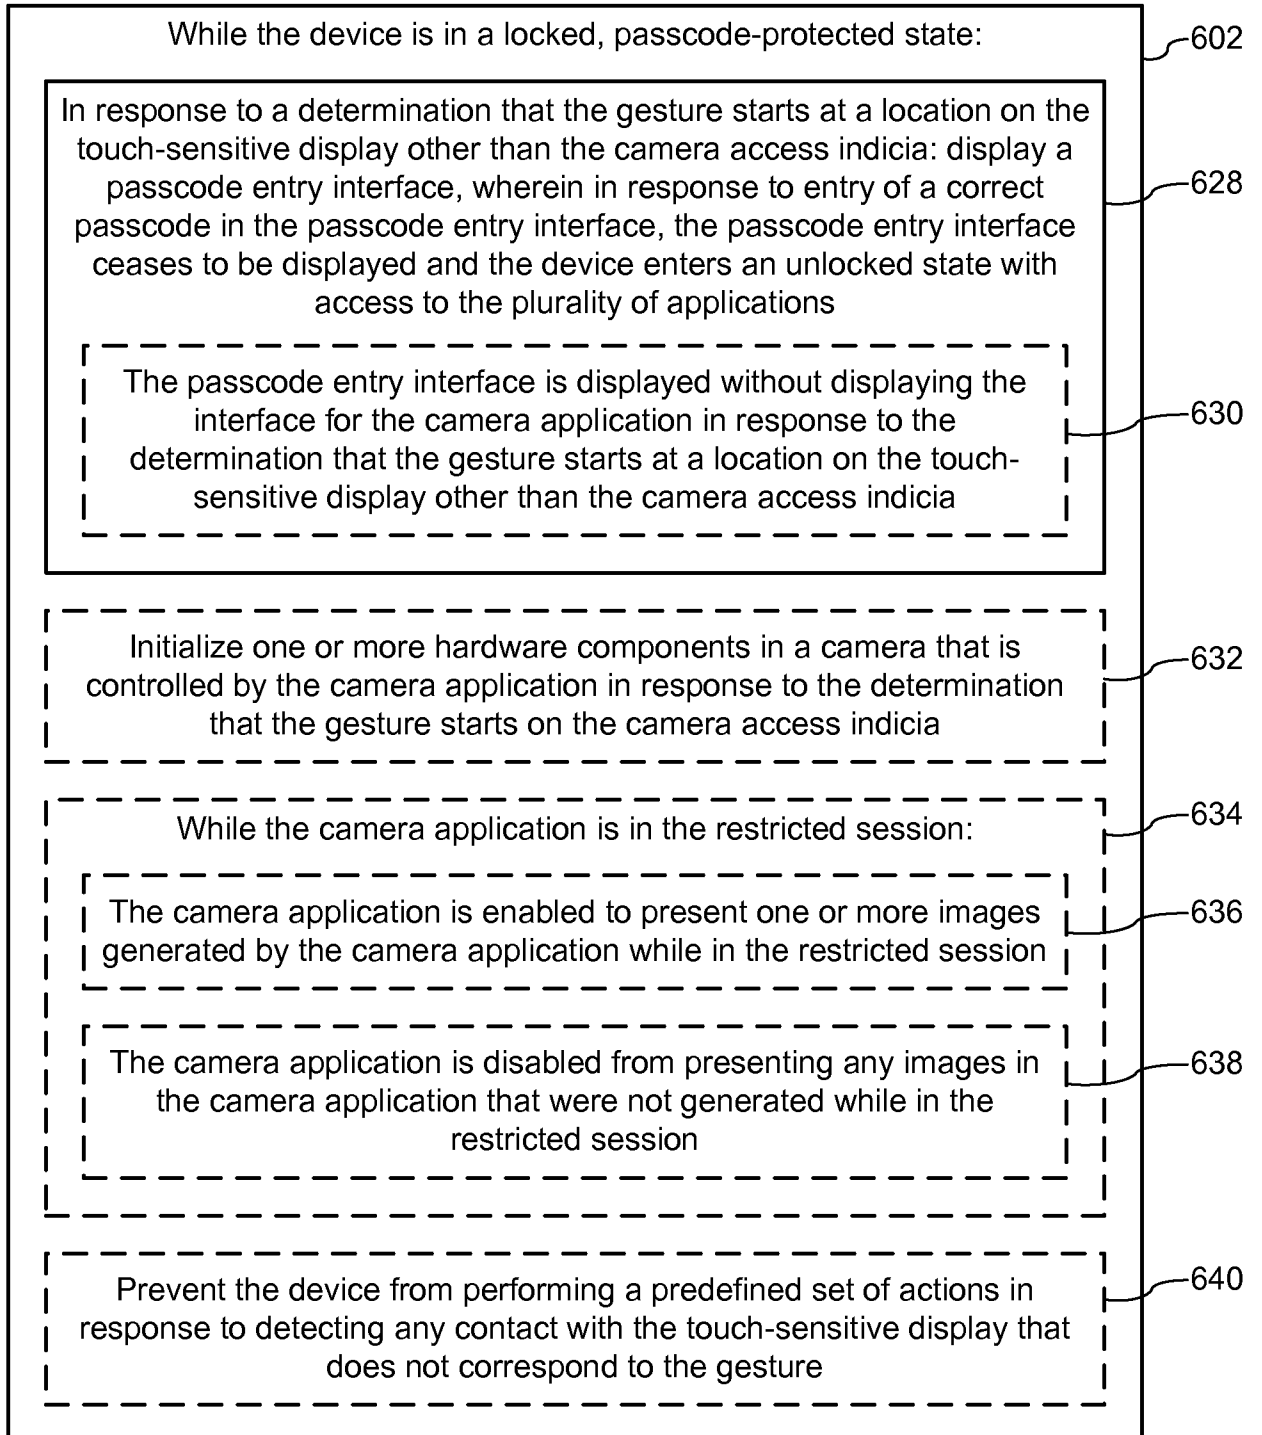 While the device is in a locked, passcode-protected state:
602
In response to a determination that the gesture starts at a location on the
touch-sensitive display other than the camera access indicia: display a
passcode entry interface, wherein in response to entry of a correct
passcode in the passcode entry interface, the passcode entry interface
ceases to be displayed and the device enters an unlocked state with
access to the plurality of applications
628
The passcode entry interface is displayed without displaying the
interface for the camera application in response to the
determination that the gesture starts at a location on the touch-
sensitive display other than the camera access indicia
630
Initialize one or more hardware components in a camera that is
controlled by the camera application in response to the determination
that the gesture starts on the camera access indicia
632
While the camera application is in the restricted session:
634
The camera application is enabled to present one or more images
generated by the camera application while in the restricted session
636
The camera application is disabled from presenting any images in
the camera application that were not generated while in the
restricted session
638
Prevent the device from performing a predefined set of actions in
response to detecting any contact with the touch-sensitive display that
does not correspond to the gesture
640